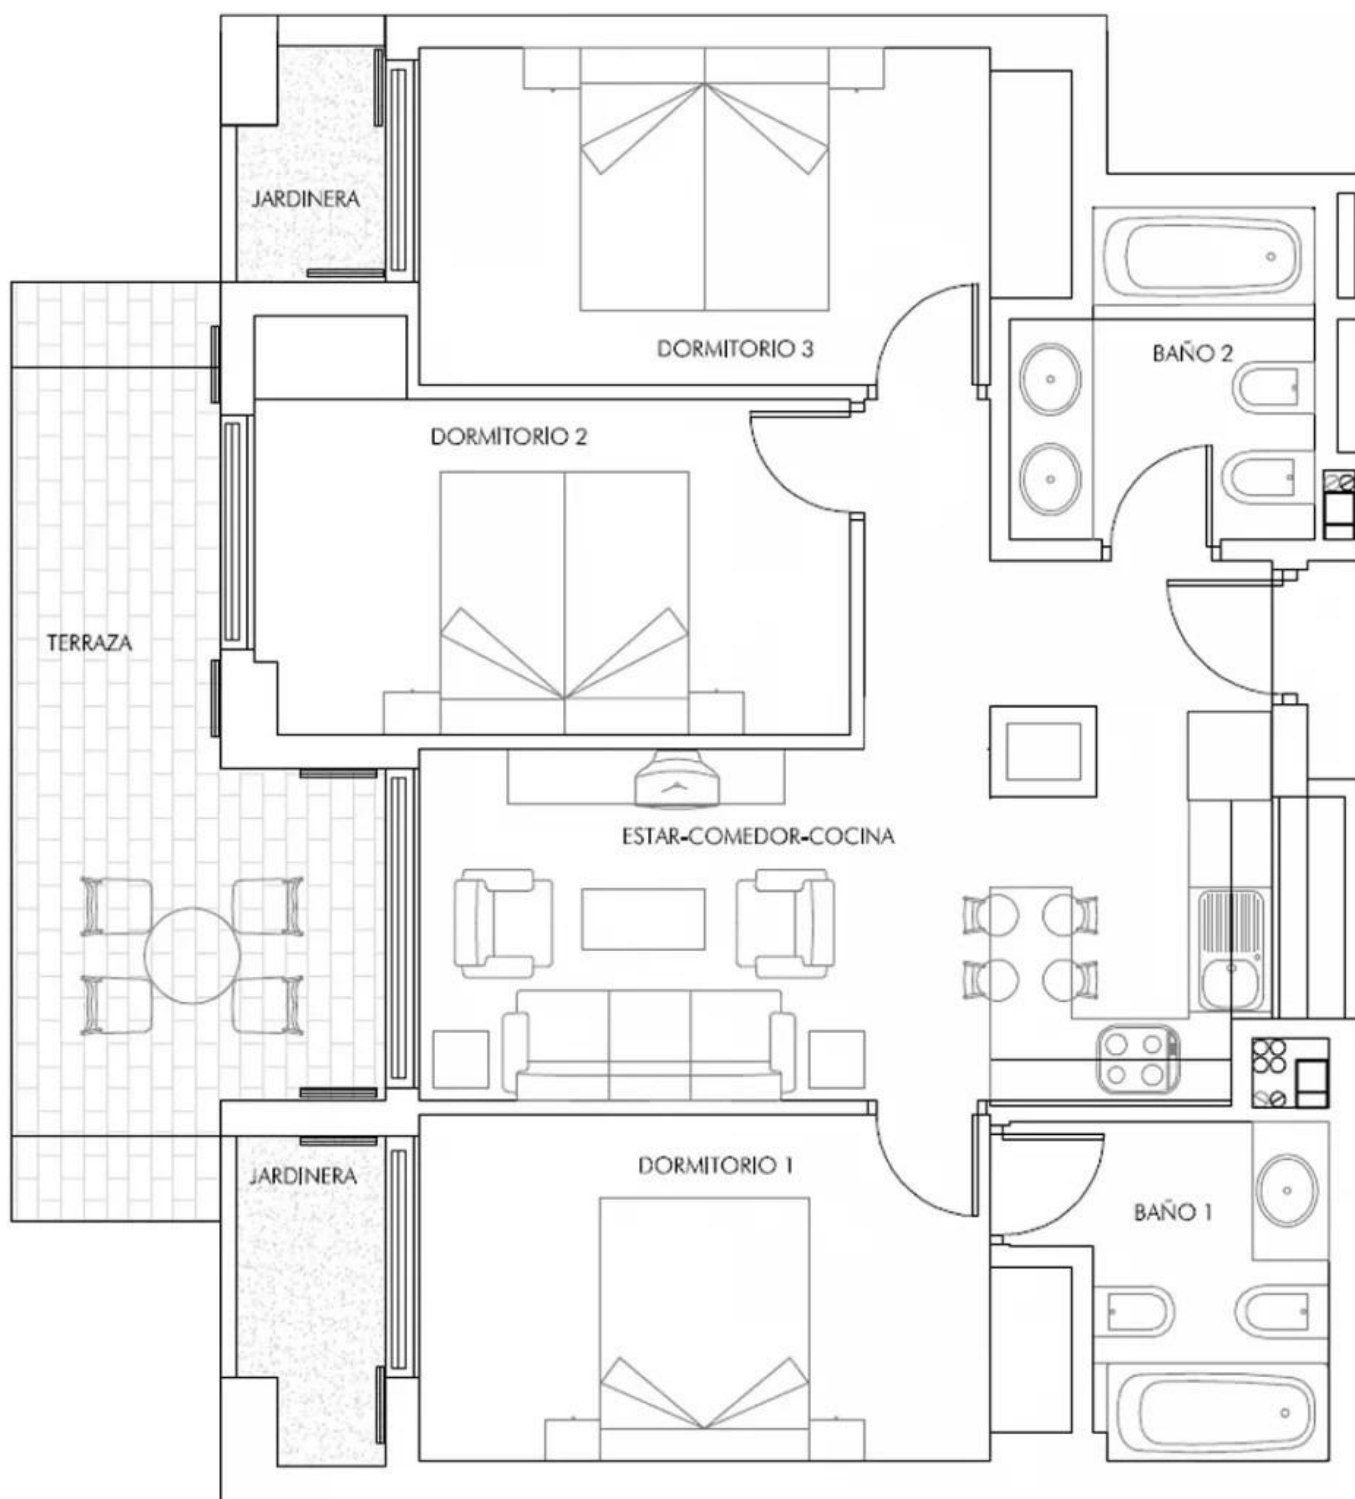 JARDINERA
DORMITORIO 3
BAÑO 2
DORMITORIO 2
TERRAZA
ESTAR-COMEDOR-COCINA
JARDINERA
DORMITORIO 1
BAÑO 1